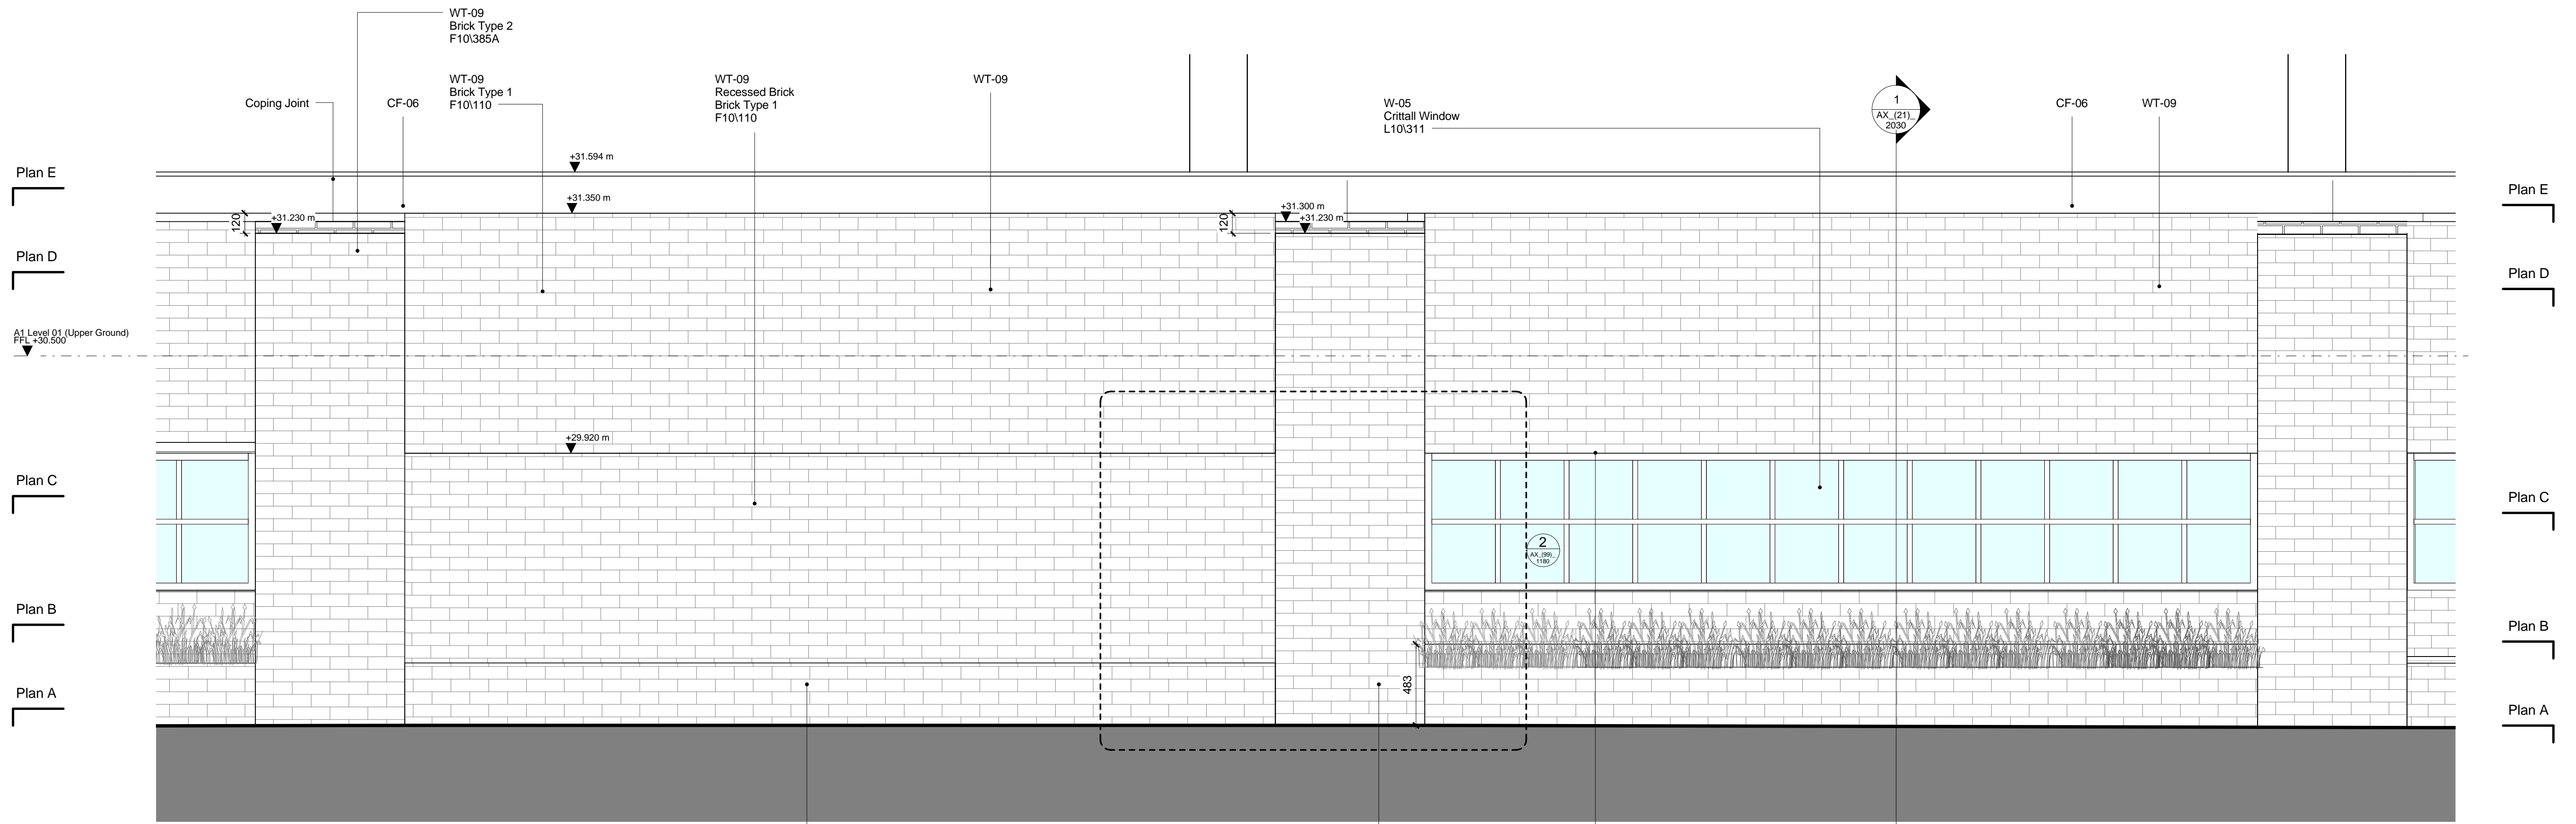 WT-09
Brick Type 2
F10\385A
WT-09
Brick Type 1
F10\110
WT-09
Recessed Brick
Brick Type 1
F10\110
WT-09
Coping Joint
CF-06
W-05
Crittall Window
L10\311
1
AX_(21)_
2030
CF-06
WT-09
+31.594 m
Plan E
Plan E
+31.350 m
120
+31.230 m
120
+31.300 m
+31.230 m
Plan D
Plan D
A1 Level 01 (Upper Ground)
FFL +30.500
+29.920 m
Plan C
Plan C
2
AX_(99)_
1180
Plan B
Plan B
483
Plan A
Plan A